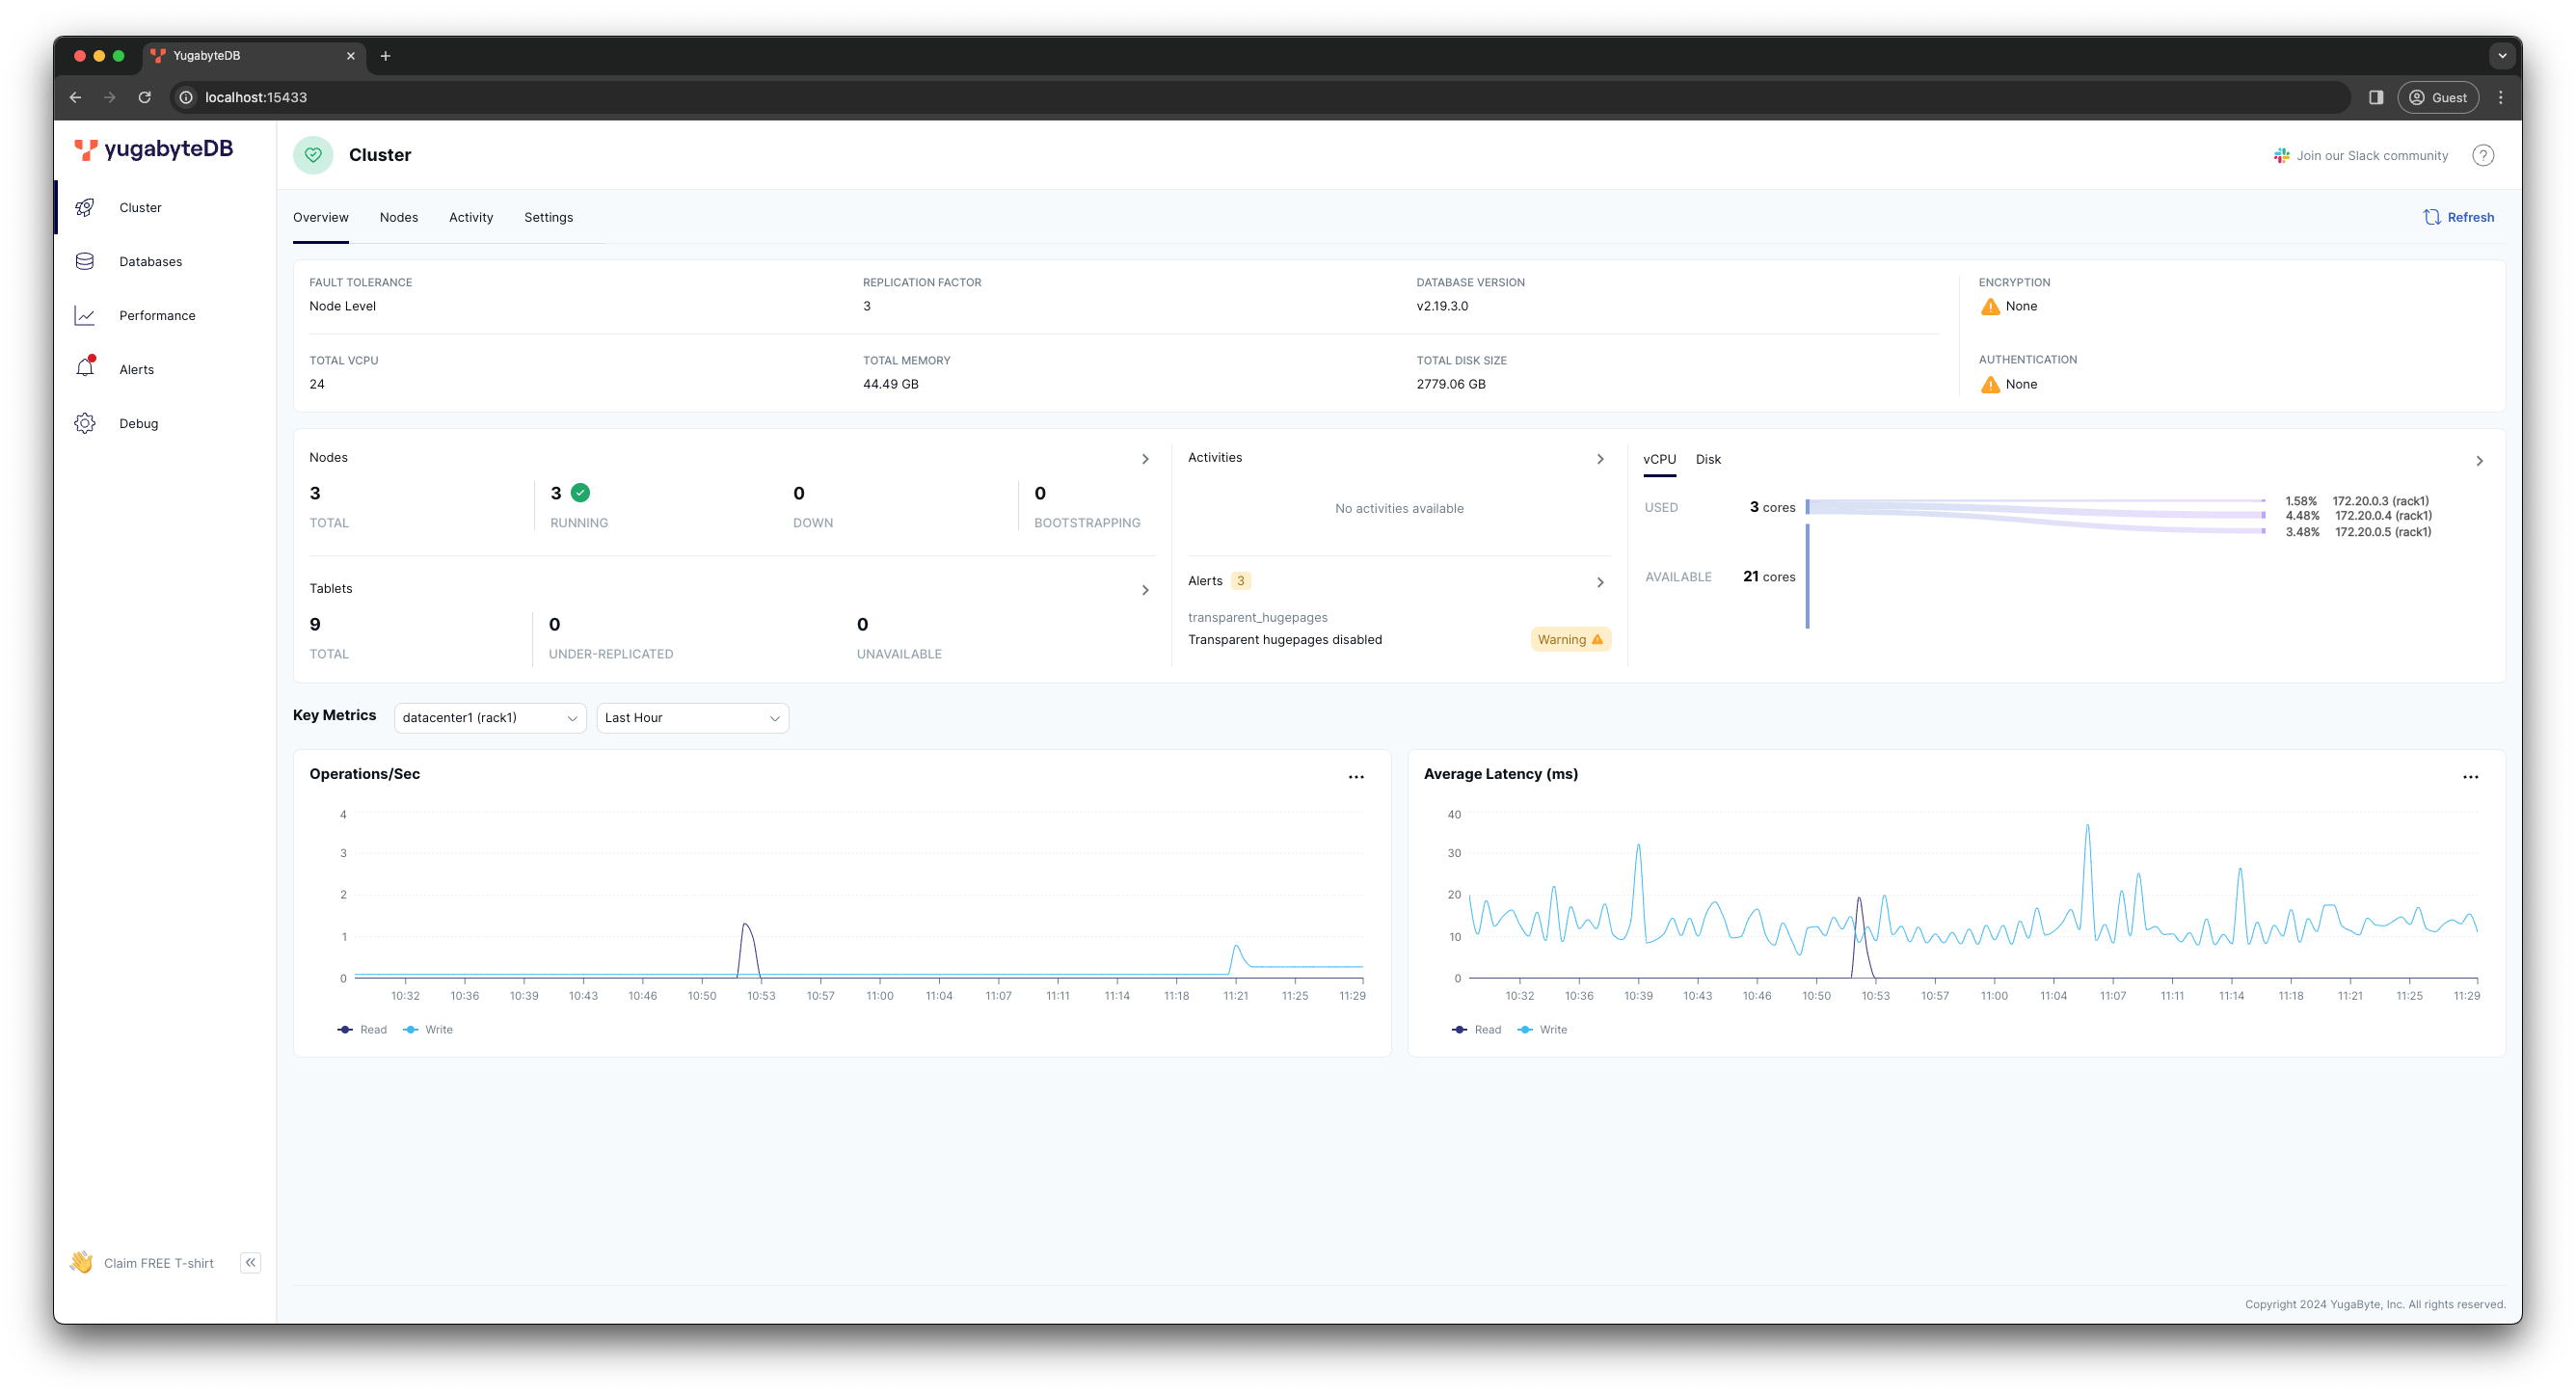 YugabyteDB
localhost:15433
Guest
yugabyteDB
Cluster
Databases
Performance
Alerts
Debug
Claim FREE T-shirt
Cluster
Join our Slack community
Overview Nodes Activity Settings
Refresh
FAULT TOLERANCE
Node Level
REPLICATION FACTOR
3
DATABASE VERSION
v2.19.3.0
ENCRYPTION
None
TOTAL VCPU
24
TOTAL MEMORY
44.49 GB
TOTAL DISK SIZE
2779.06 GB
AUTHENTICATION
None
Nodes
3
TOTAL
3
RUNNING
0
DOWN
0
BOOTSTRAPPING
Tablets
9
TOTAL
0
UNDER-REPLICATED
0
UNAVAILABLE
Activities
No activities available
Alerts 3
transparent_hugepages
Transparent hugepages disabled
Warning
vCPU Disk
USED 3 cores
1.58% 172.20.0.3 (rack1)
4.48% 172.20.0.4 (rack1)
3.48% 172.20.0.5 (rack1)
AVAILABLE 21 cores
Key Metrics
datacenter1 (rack1)
Last Hour
Operations/Sec
4
3
2
1
0
10:32 10:36 10:39 10:43 10:46 10:50 10:53 10:57 11:00 11:04 11:07 11:11 11:14 11:18 11:21 11:25 11:29
Read Write
Average Latency (ms)
40
30
20
10
0
10:32 10:36 10:39 10:43 10:46 10:50 10:53 10:57 11:00 11:04 11:07 11:11 11:14 11:18 11:21 11:25 11:29
Read Write
Copyright 2024 YugaByte, Inc. All rights reserved.